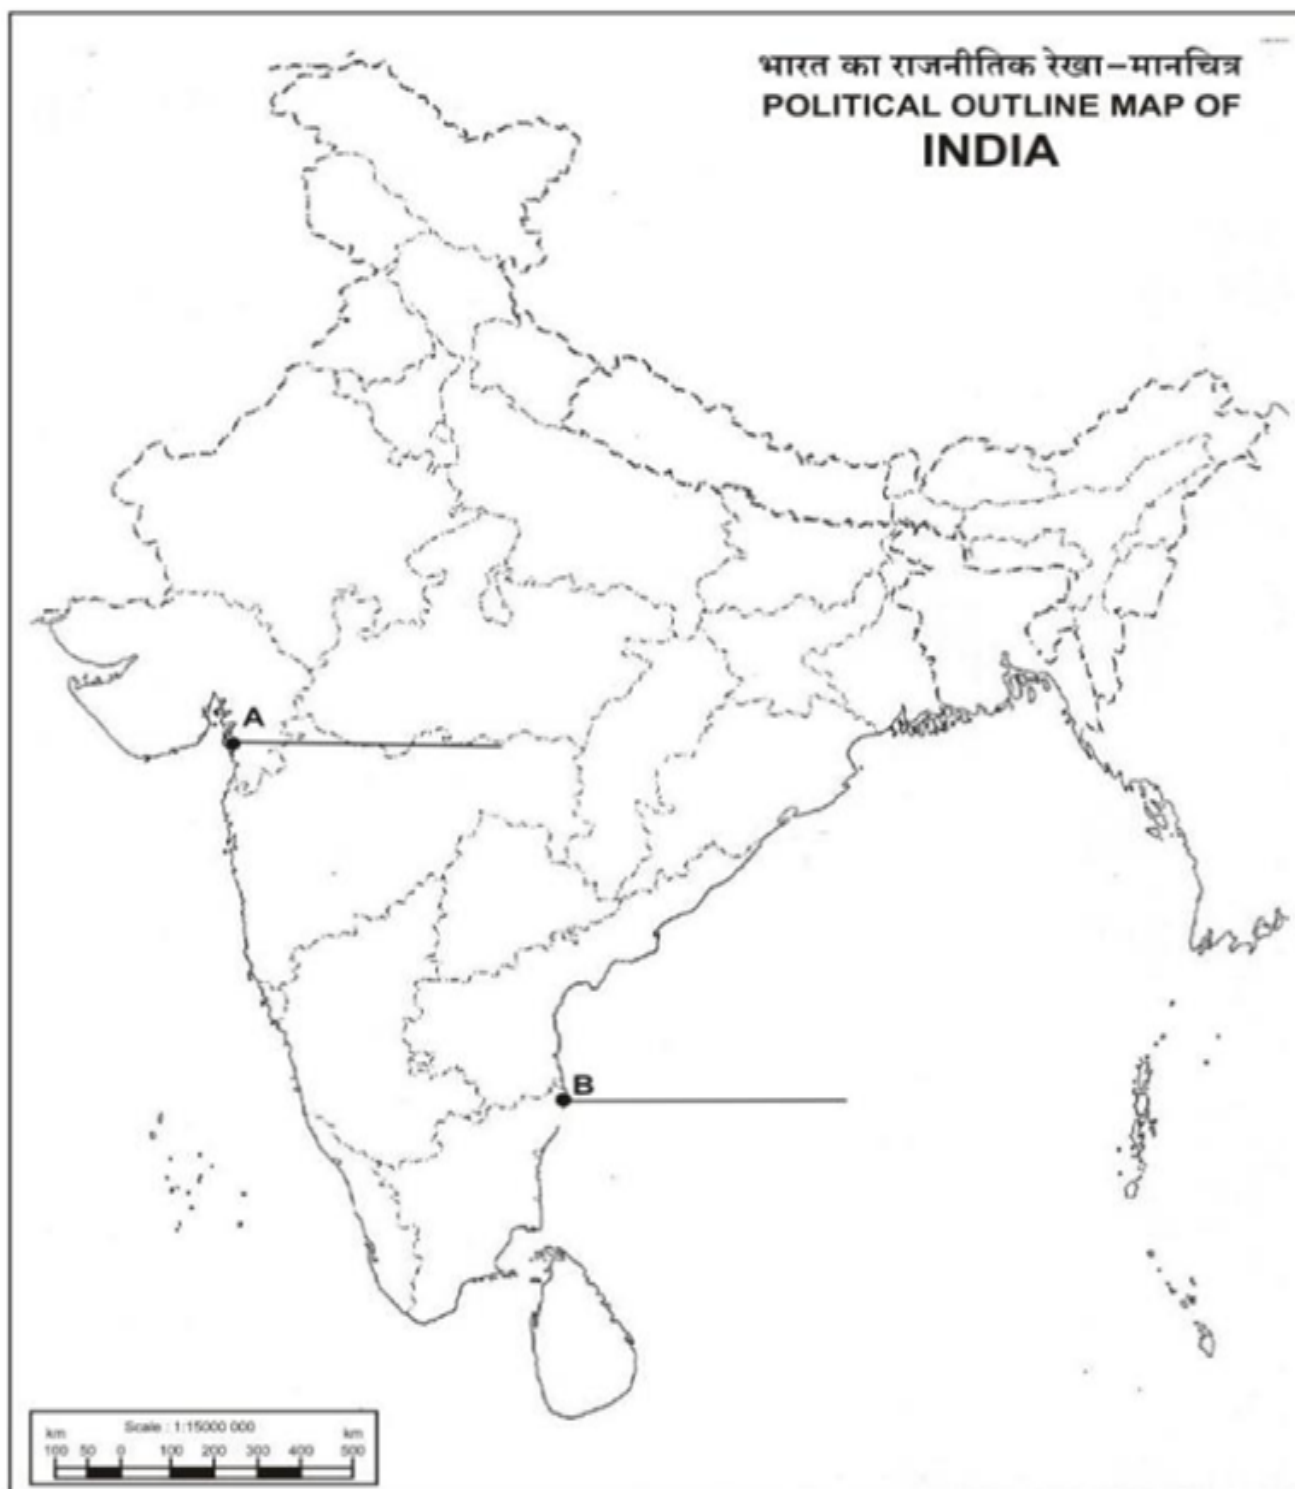 भारत का राजनीतिक रेखा-मानचित्र
POLITICAL OUTLINE MAP OF
INDIA
A
B
Scale : 1:15000 000
km km
100 50 0 100 200 300 400 500